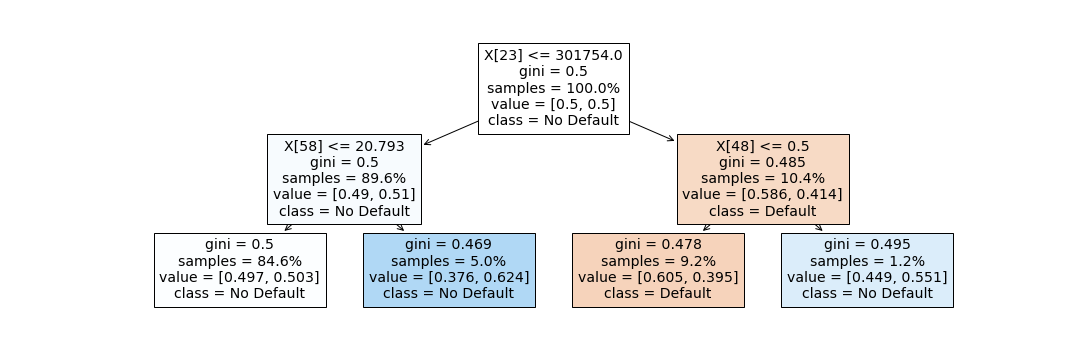 X[23] <= 301754.0
gini = 0.5
samples = 100.0%
value = [0.5, 0.5]
class = No Default
X[58] <= 20.793
gini = 0.5
samples = 89.6%
value = [0.49, 0.51]
class = No Default
X[48] <= 0.5
gini = 0.485
samples = 10.4%
value = [0.586, 0.414]
class = Default
gini = 0.5
samples = 84.6%
value = [0.497, 0.503]
class = No Default
gini = 0.469
samples = 5.0%
value = [0.376, 0.624]
class = No Default
gini = 0.478
samples = 9.2%
value = [0.605, 0.395]
class = Default
gini = 0.495
samples = 1.2%
value = [0.449, 0.551]
class = No Default